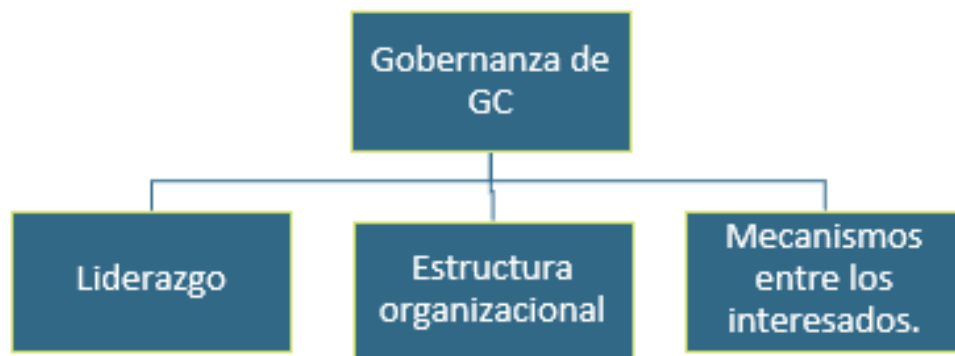 Gobernanza de
GC
Liderazgo
Estructura
organizacional
Mecanismos
entre los
interesados.